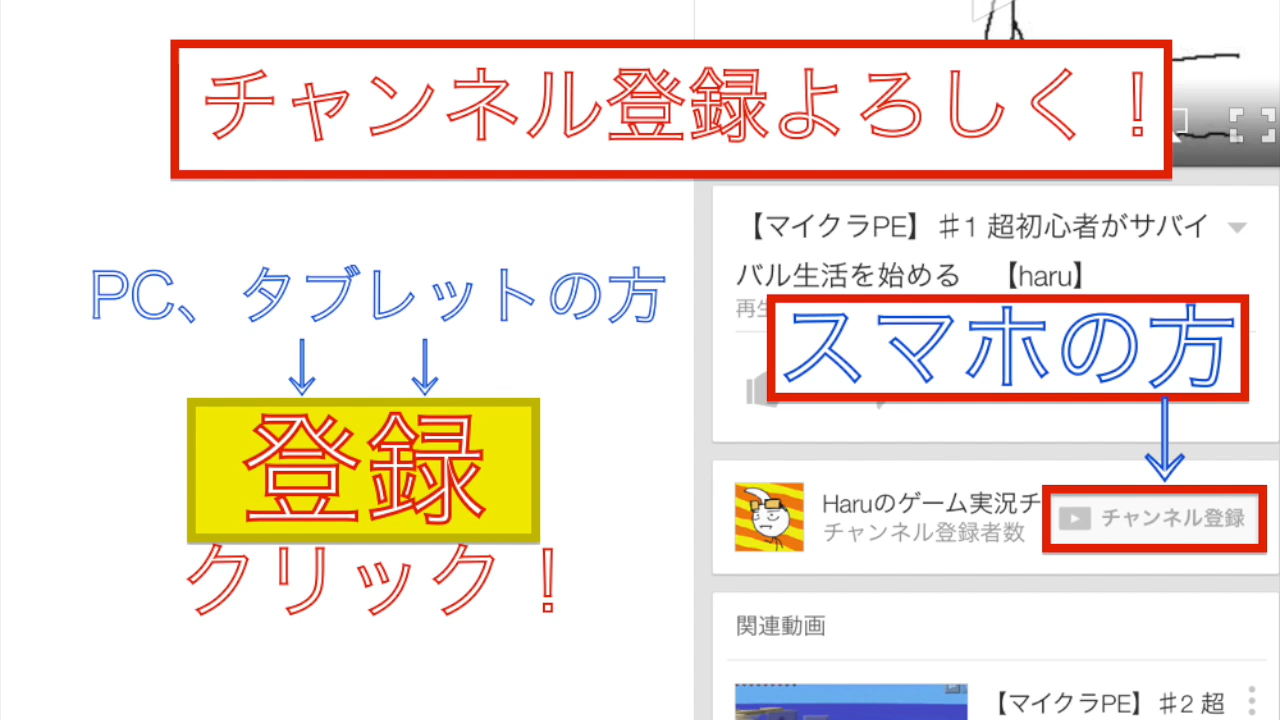 チャンネル登録よろしく！
PC、タブレットの方
登録
クリック！
【マイクラPE】♯1 超初心者がサバイ
バル生活を始める 【haru】
再生
スマホの方
Haruのゲーム実況チ
チャンネル登録者数
チャンネル登録
関連動画
【マイクラPE】♯2 超